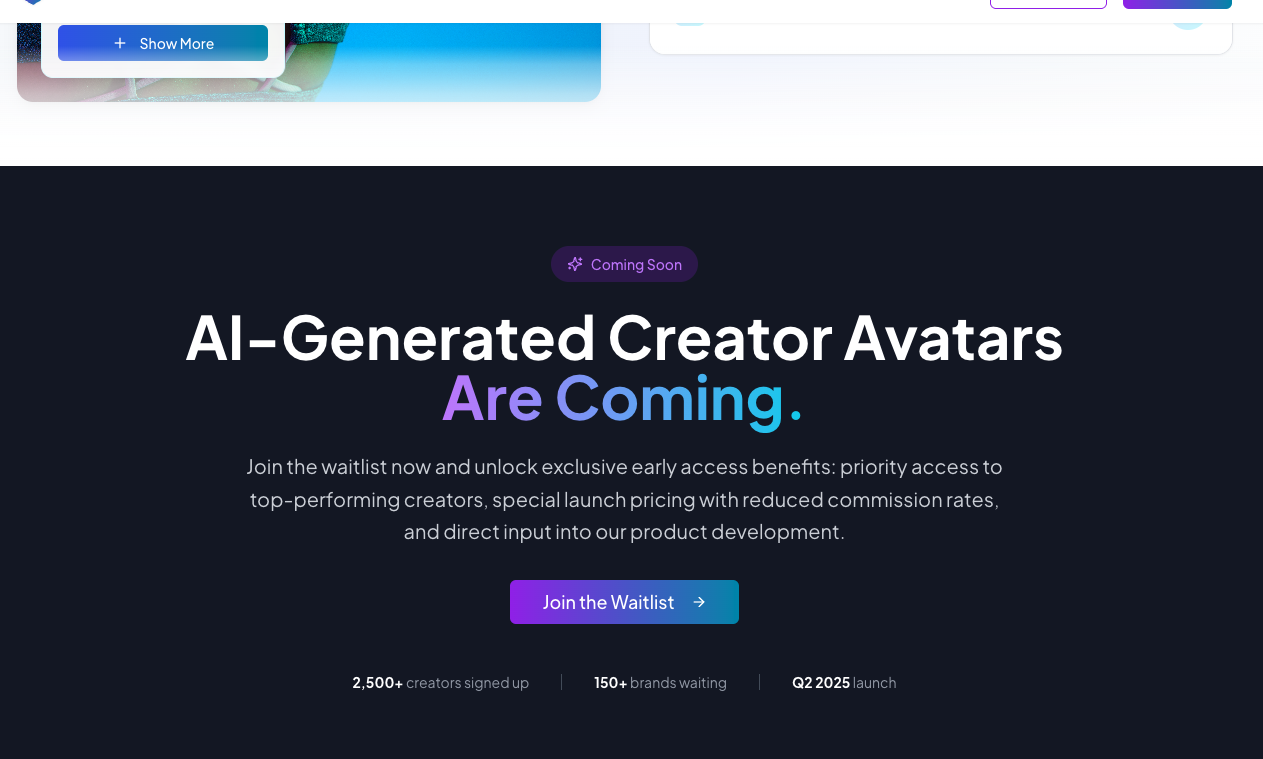 Show More
Coming Soon
AI-Generated Creator Avatars
Are Coming.
Join the waitlist now and unlock exclusive early access benefits: priority access to
top-performing creators, special launch pricing with reduced commission rates,
and direct input into our product development.
Join the Waitlist
2,500+ creators signed up
150+ brands waiting
Q2 2025 launch